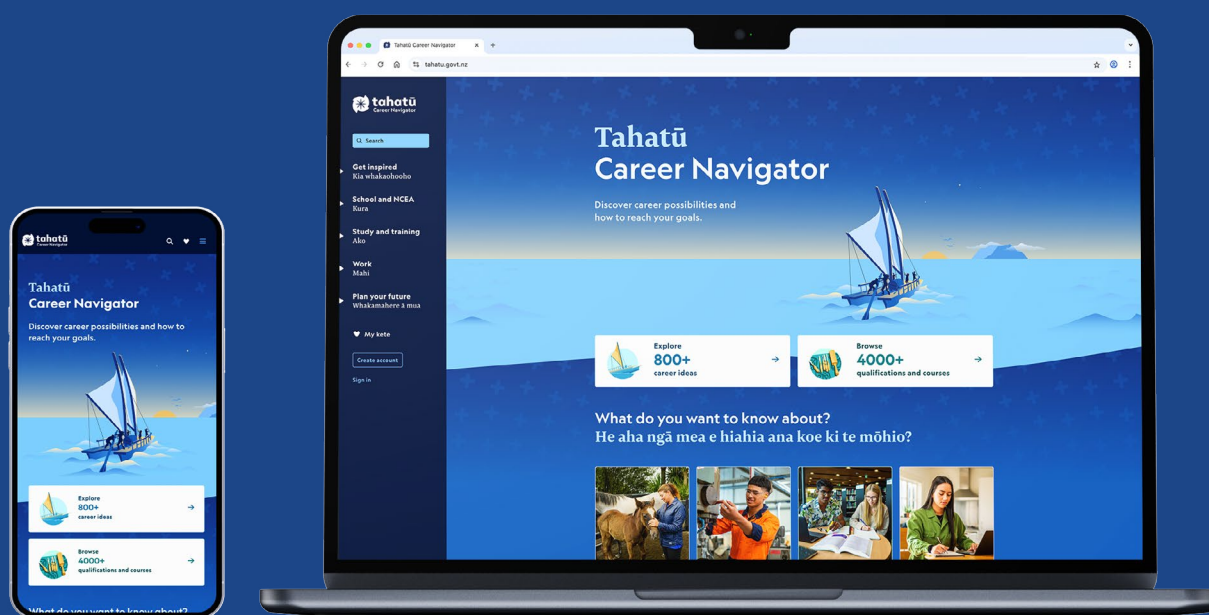 tahatū
Career Navigator
Tahatū
Career Navigator
Discover career possibilities and how to
reach your goals.
Explore
800+
career ideas
Browse
4000+
qualifications and courses
What do you want to know about?
Tahatū Career Navigator
tahatu.govt.nz
tahatū
Career Navigator
Search
Get inspired
Kia whakaohooho
School and NCEA
Kura
Study and training
Ako
Work
Mahi
Plan your future
Whakamahere ā mua
My kete
Create account
Sign in
Tahatū
Career Navigator
Discover career possibilities and
how to reach your goals.
Explore
800+
career ideas
Browse
4000+
qualifications and courses
What do you want to know about?
He aha ngā mea e hiahia ana koe ki te mōhio?